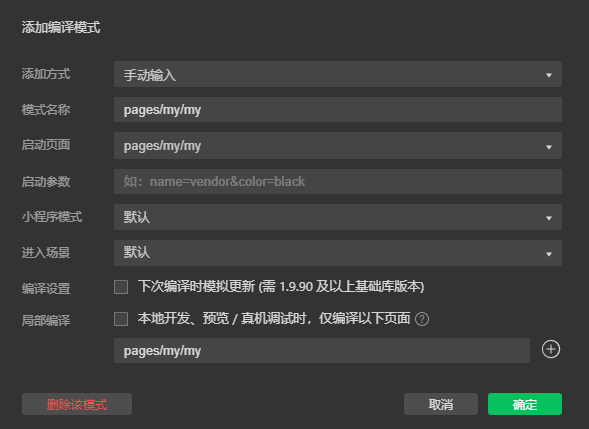 添加编译模式
添加方式 手动输入
模式名称 pages/my/my
启动页面 pages/my/my
启动参数 如：name=vendor&color=black
小程序模式 默认
进入场景 默认
编译设置 下次编译时模拟更新 (需 1.9.90 及以上基础库版本)
局部编译 本地开发、预览 / 真机调试时，仅编译以下页面 ?
pages/my/my
删除该模式 取消 确定